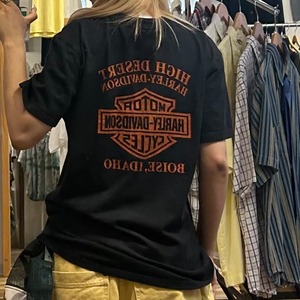 HIGH DESERT
HARLEY-DAVIDSON
MOTOR
HARLEY-DAVIDSON
CYCLES
BOISE, IDAHO